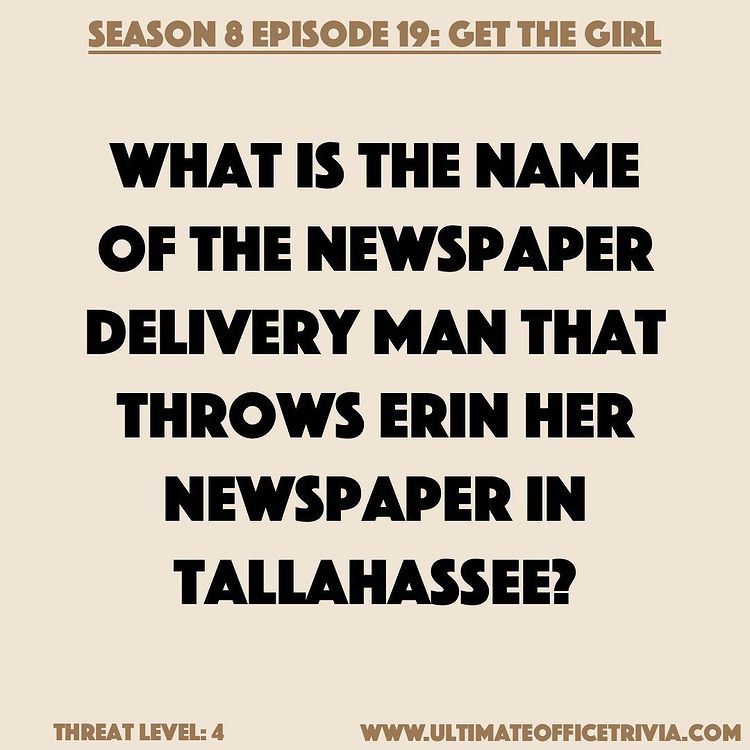 SEASON 8 EPISODE 19: GET THE GIRL
WHAT IS THE NAME
OF THE NEWSPAPER
DELIVERY MAN THAT
THROWS ERIN HER
NEWSPAPER IN
TALLAHASSEE?
THREAT LEVEL: 4
WWW.ULTIMATEOFFICETRIVIA.COM